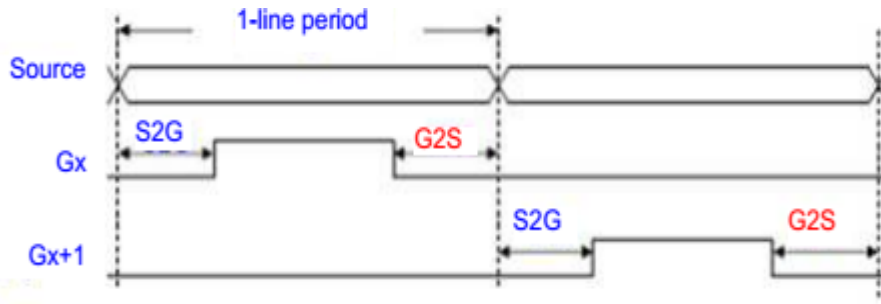 1-line period
Source
S2G
G2S
Gx
S2G
G2S
Gx+1